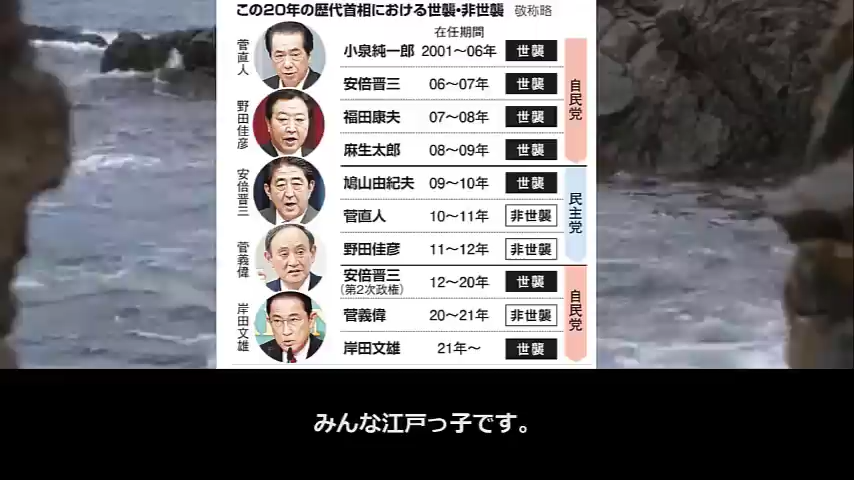 この20年の歴代首相における世襲・非世襲 敬称略
在任期間
菅直人
野田佳彦
安倍晋三
菅義偉
岸田文雄
小泉純一郎 2001〜06年 世襲
安倍晋三 06〜07年 世襲
福田康夫 07〜08年 世襲
麻生太郎 08〜09年 世襲
自民党
鳩山由紀夫 09〜10年 世襲
菅直人 10〜11年 非世襲
野田佳彦 11〜12年 非世襲
民主党
安倍晋三 12〜20年 世襲
(第2次政権)
菅義偉 20〜21年 非世襲
岸田文雄 21年〜 世襲
自民党
みんな江戸っ子です。